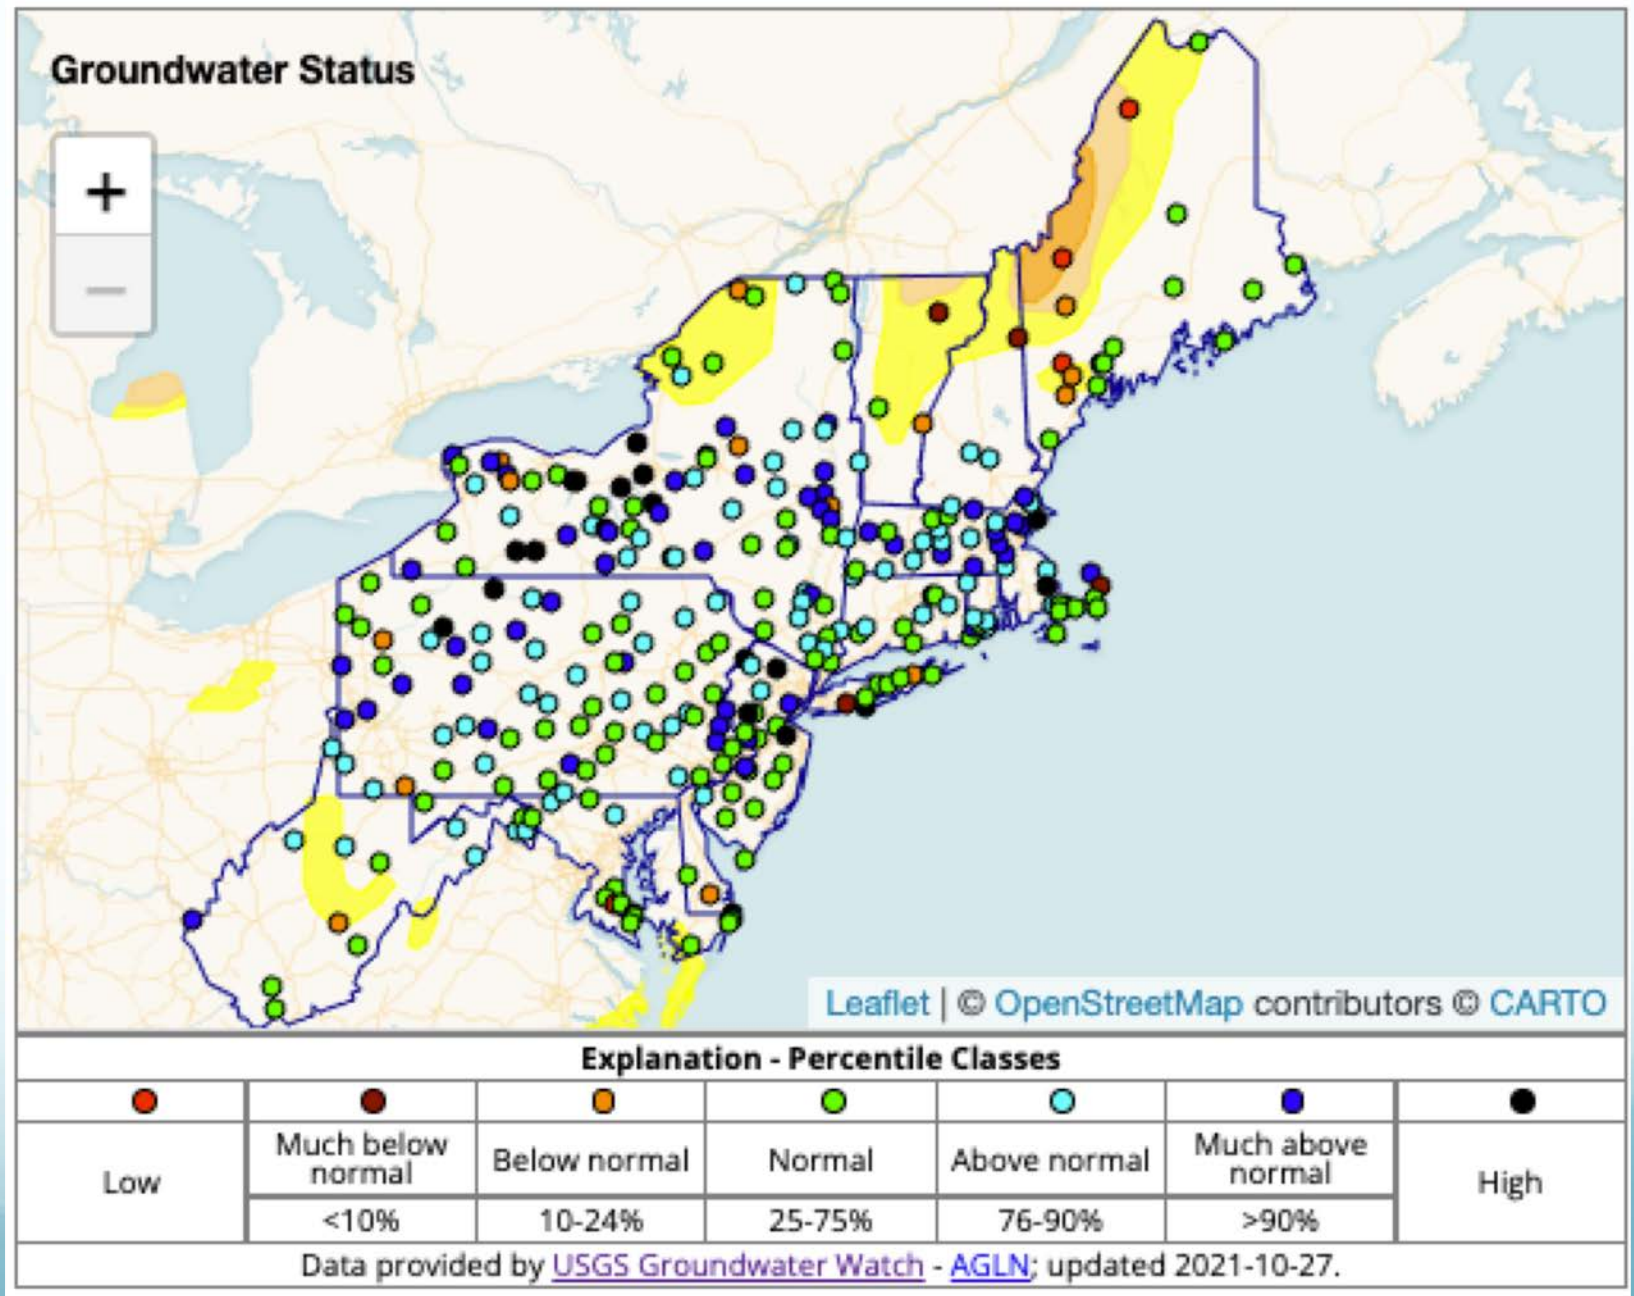 Groundwater Status
+
−
Leaflet | © OpenStreetMap contributors © CARTO
Explanation - Percentile Classes
Low
Much below
normal
Below normal
Normal
Above normal
Much above
normal
High
<10%
10-24%
25-75%
76-90%
>90%
Data provided by USGS Groundwater Watch - AGLN; updated 2021-10-27.